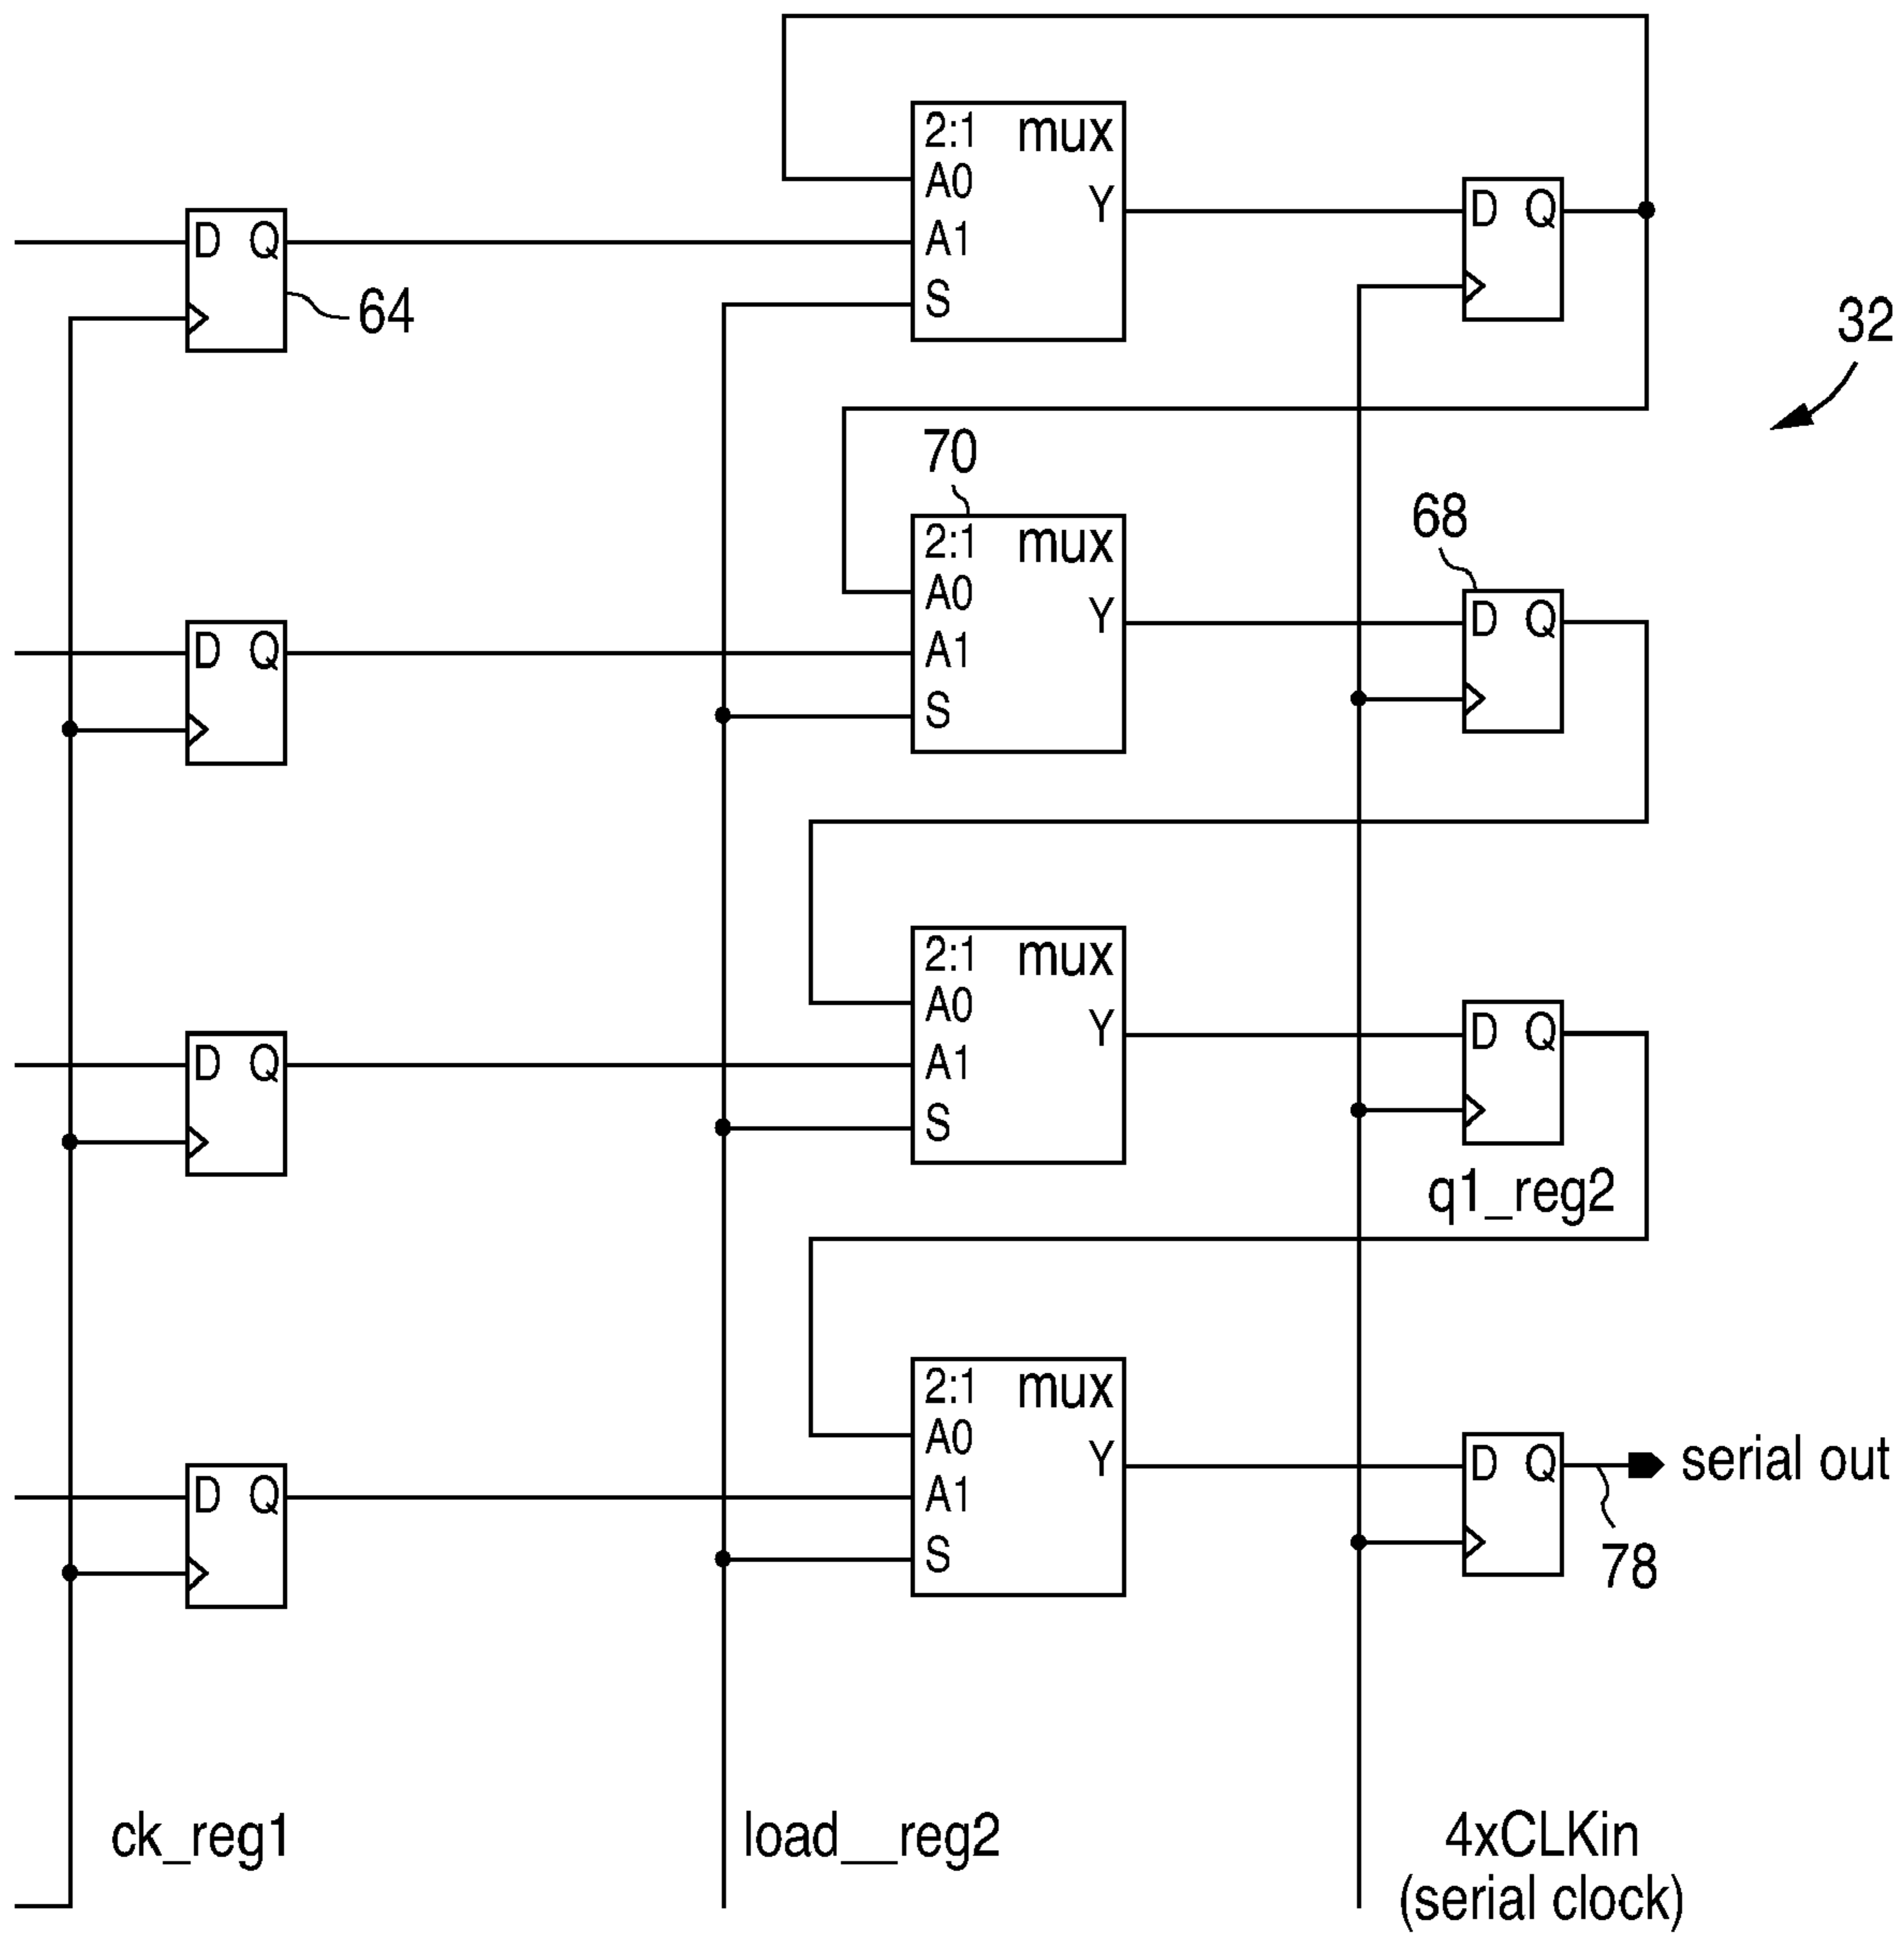 2:1 mux
A0
Y
A1
S
D Q
64
D Q
32
70
2:1 mux
A0
Y
A1
S
68
D Q
D Q
2:1 mux
A0
Y
A1
S
D Q
D Q
q1_reg2
2:1 mux
A0
Y
A1
S
D Q
D Q
serial out
78
ck_reg1
load__reg2
4xCLKin
(serial clock)